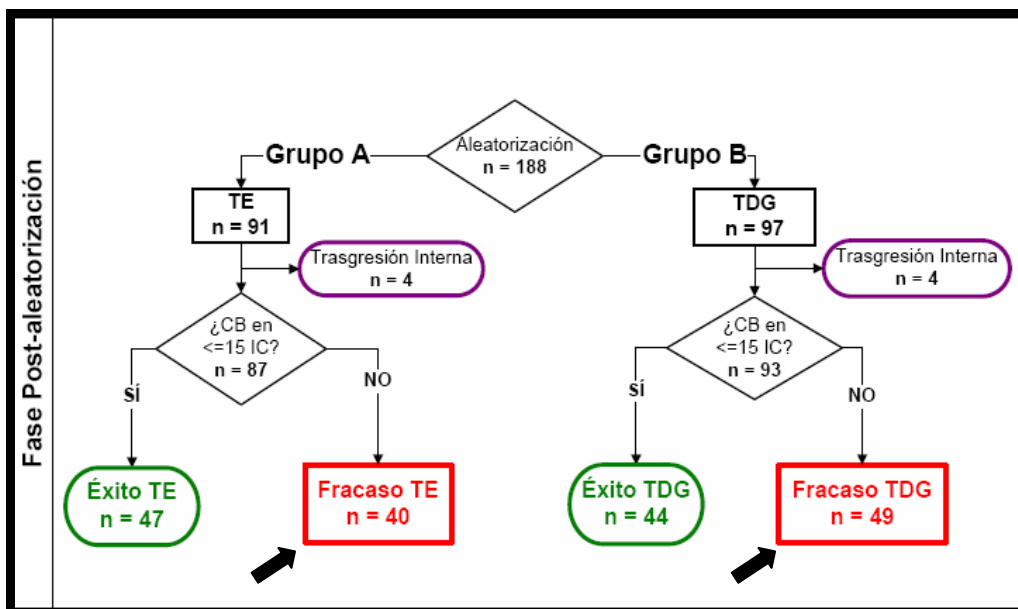 Fase Post-aleatorización
Aleatorización
n = 188
Grupo A
Grupo B
TE
n = 91
TDG
n = 97
Trasgresión Interna
n = 4
Trasgresión Interna
n = 4
¿CB en
<=15 IC?
n = 87
¿CB en
<=15 IC?
n = 93
SÍ
NO
SÍ
NO
Éxito TE
n = 47
Fracaso TE
n = 40
Éxito TDG
n = 44
Fracaso TDG
n = 49